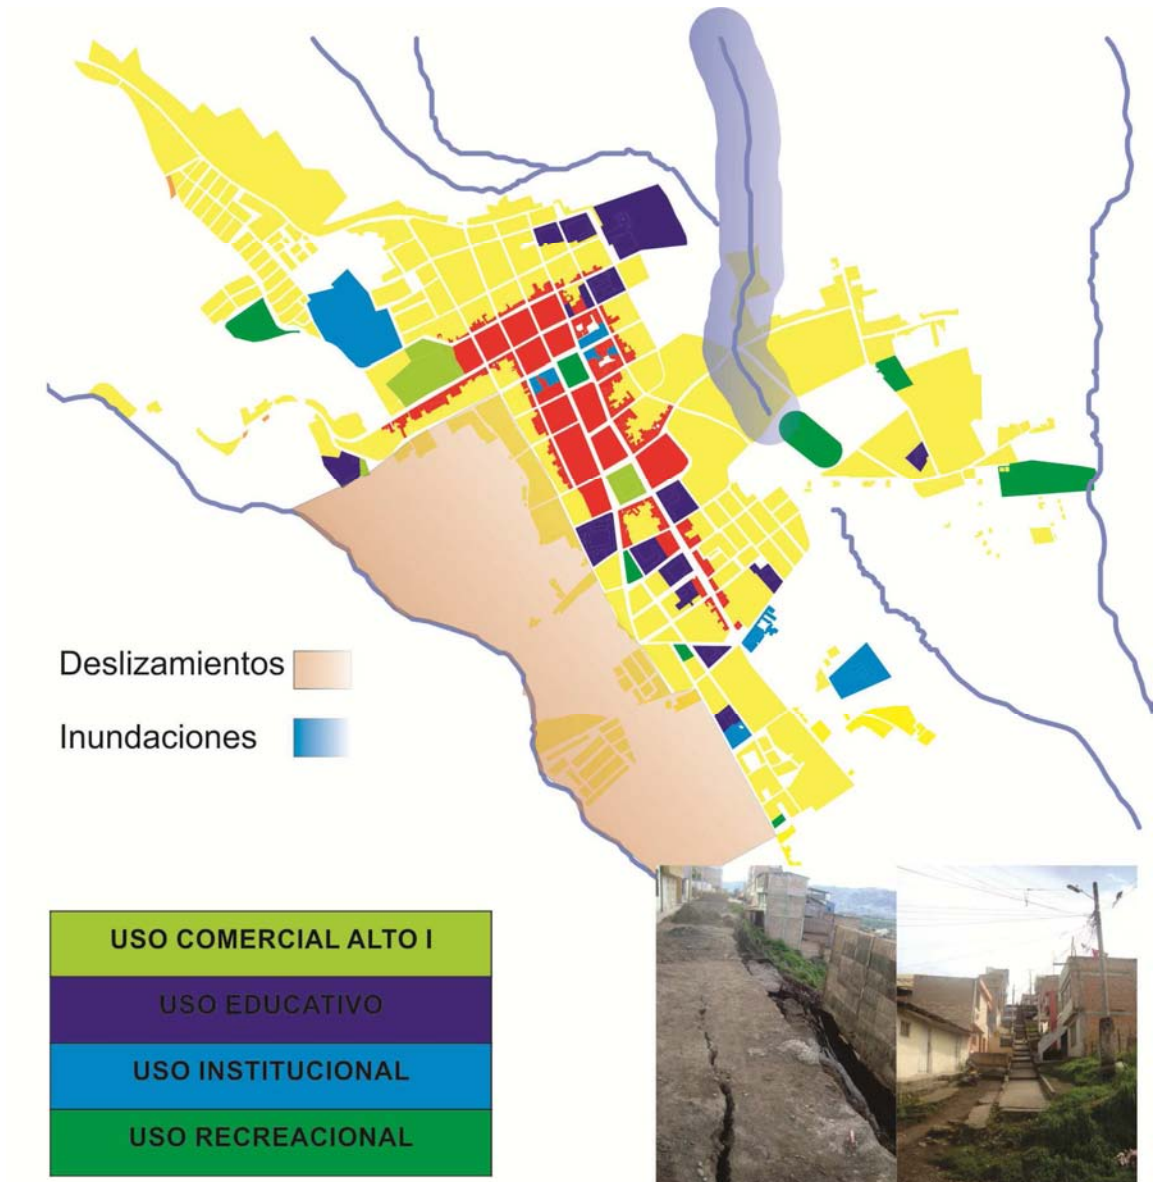 Deslizamientos
Inundaciones
USO COMERCIAL ALTO I
USO EDUCATIVO
USO INSTITUCIONAL
USO RECREACIONAL